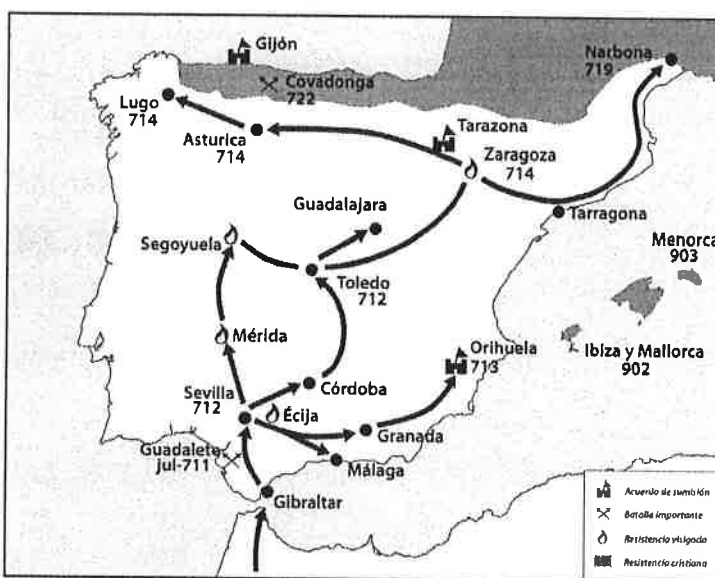 Gijón
Narbona
719
Covadonga
722
Lugo
714
Asturica
714
Tarazona
Zaragoza
714
Guadalajara
Tarragona
Segoyuela
Menorca
903
Toledo
712
Mérida
Orihuela
713
Ibiza y Mallorca
902
Sevilla
712
Córdoba
Écija
Granada
Guadalete
jul-711
Málaga
Gibraltar
Acuerdo de sumisión
Batalla importante
Resistencia visigoda
Resistencia cristiana